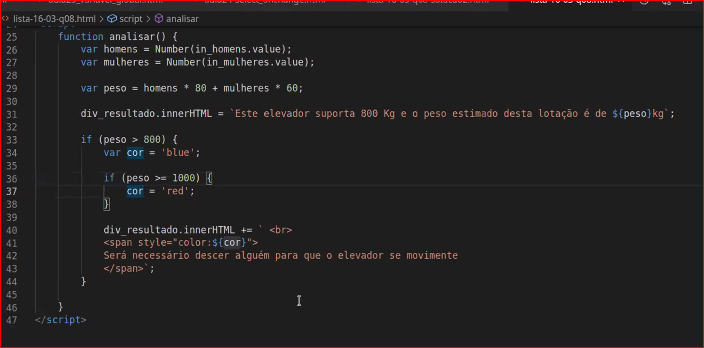 lista-16-03-q08.html > script > analisar
25 function analisar() {
26 var homens = Number(in_homens.value);
27 var mulheres = Number(in_mulheres.value);
28
29 var peso = homens * 80 + mulheres * 60;
30
31 div_resultado.innerHTML = `Este elevador suporta 800 Kg e o peso estimado desta lotação é de ${peso}kg`;
32
33 if (peso > 800) {
34 var cor = 'blue';
35
36 if (peso >= 1000) {
37 cor = 'red';
38 }
39
40 div_resultado.innerHTML += ` <br>
41 <span style="color:${cor}">
42 Será necessário descer alguém para que o elevador se movimente
43 </span>`;
44 }
45
46 }
47 </script>